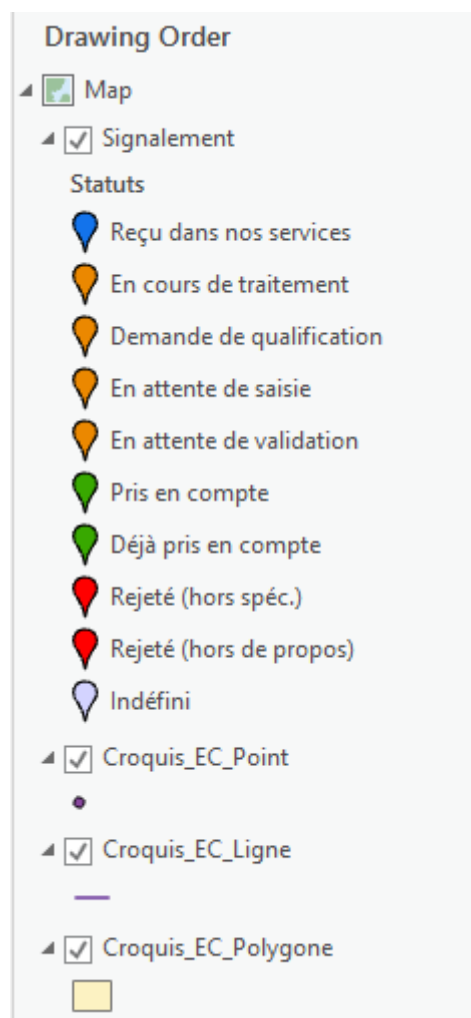 Drawing Order
Map
Signalement
Statuts
Reçu dans nos services
En cours de traitement
Demande de qualification
En attente de saisie
En attente de validation
Pris en compte
Déjà pris en compte
Rejeté (hors spéc.)
Rejeté (hors de propos)
Indéfini
Croquis_EC_Point
Croquis_EC_Ligne
Croquis_EC_Polygone